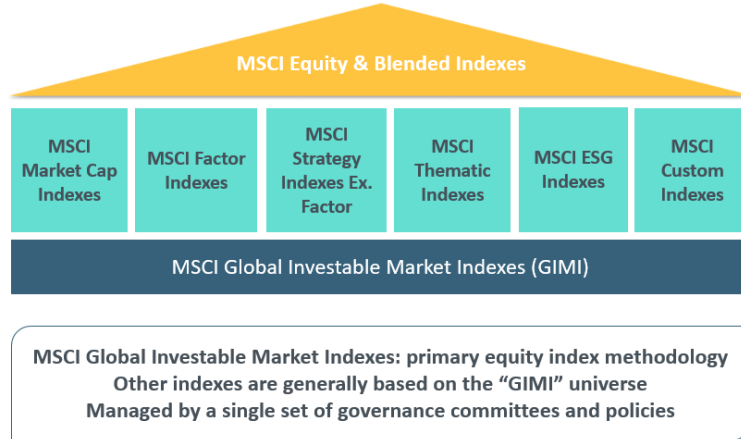 MSCI Equity & Blended Indexes
MSCI
Market Cap
Indexes
MSCI Factor
Indexes
MSCI
Strategy
Indexes Ex.
Factor
MSCI
Thematic
Indexes
MSCI ESG
Indexes
MSCI
Custom
Indexes
MSCI Global Investable Market Indexes (GIMI)
MSCI Global Investable Market Indexes: primary equity index methodology
Other indexes are generally based on the “GIMI” universe
Managed by a single set of governance committees and policies